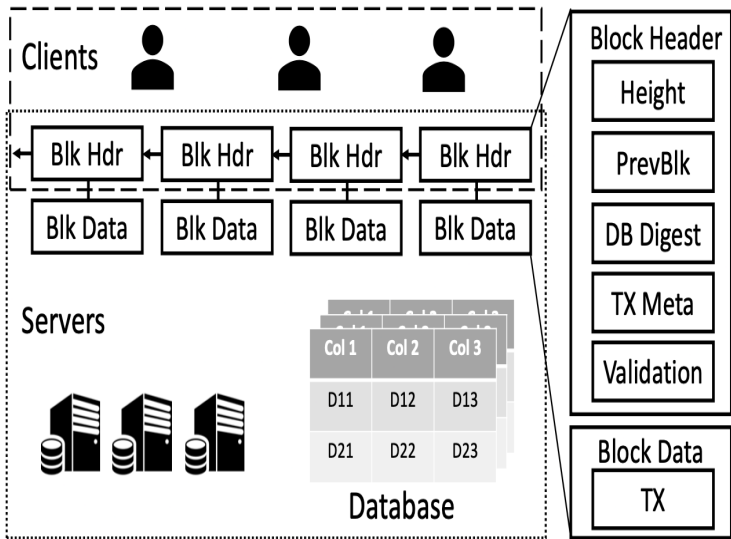 Clients
Blk Hdr Blk Hdr Blk Hdr Blk Hdr
Blk Data Blk Data Blk Data Blk Data
Servers
Col 1 Col 2 Col 3
D11 D12 D13
D21 D22 D23
Database
Block Header
Height
PrevBlk
DB Digest
TX Meta
Validation
Block Data
TX